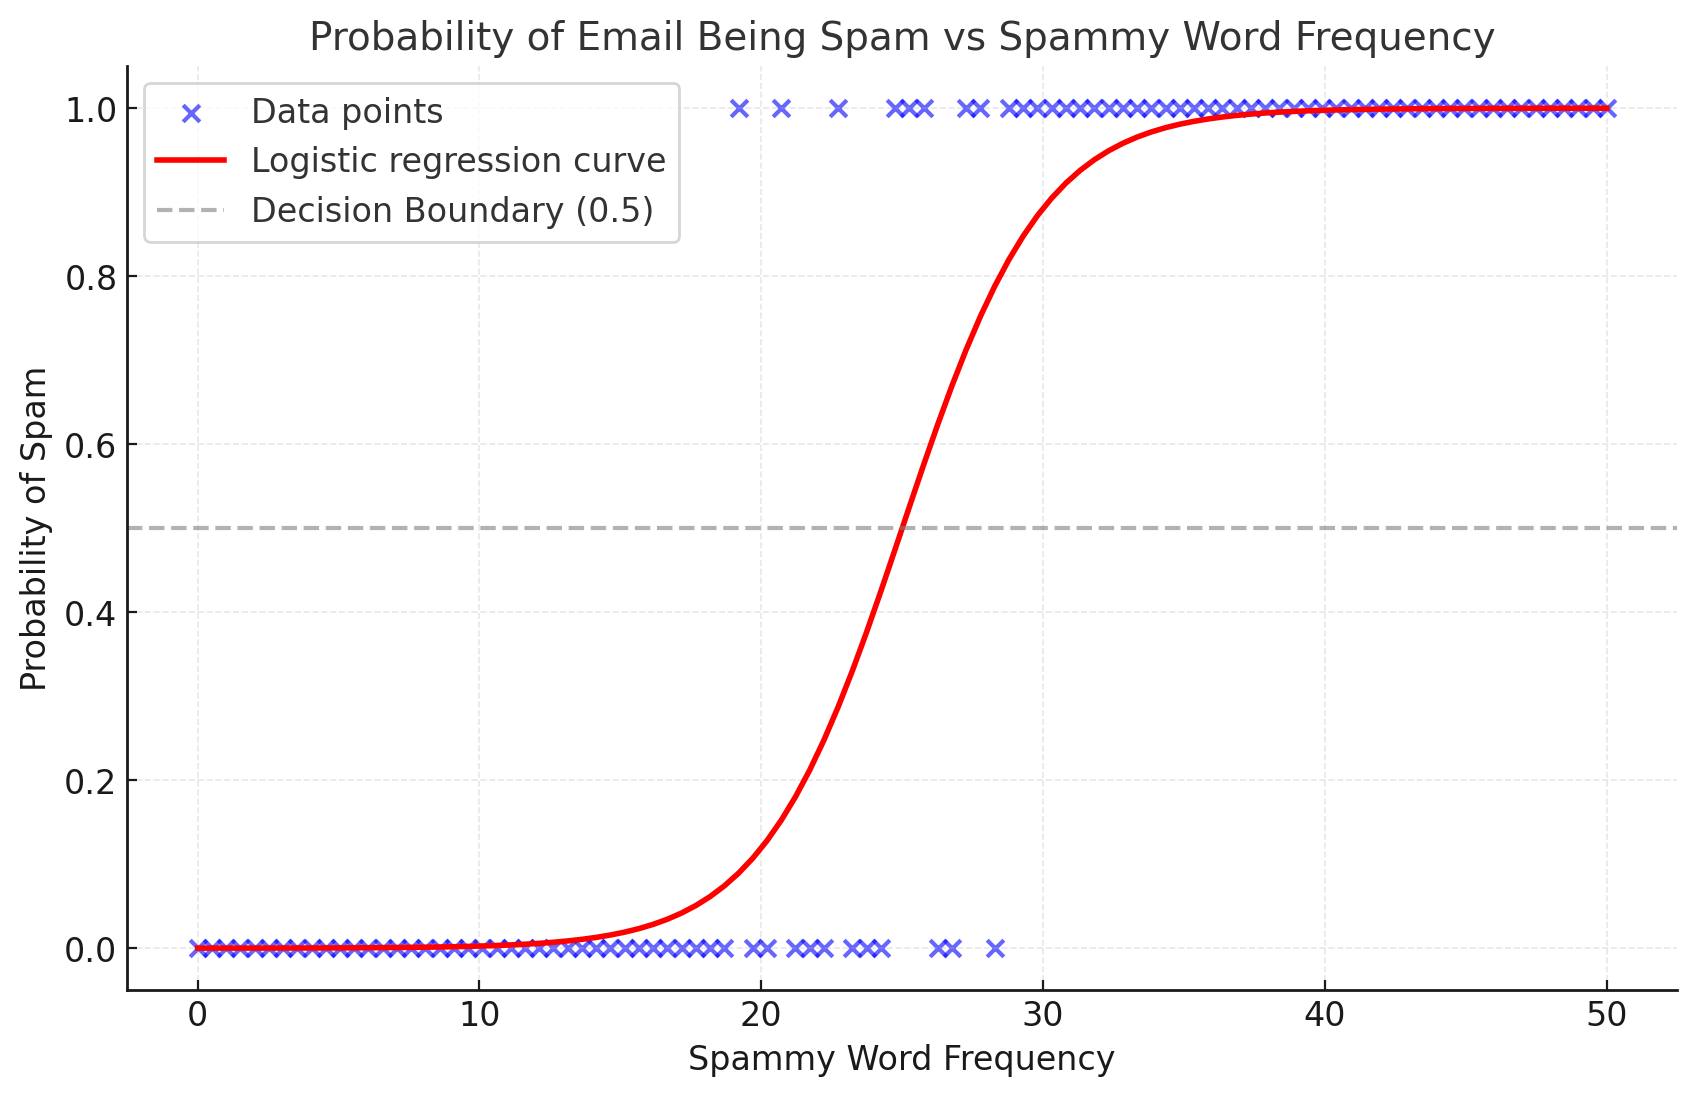 Probability of Email Being Spam vs Spammy Word Frequency
Data points
Logistic regression curve
Decision Boundary (0.5)
Probability of Spam
1.0
0.8
0.6
0.4
0.2
0.0
0 10 20 30 40 50
Spammy Word Frequency